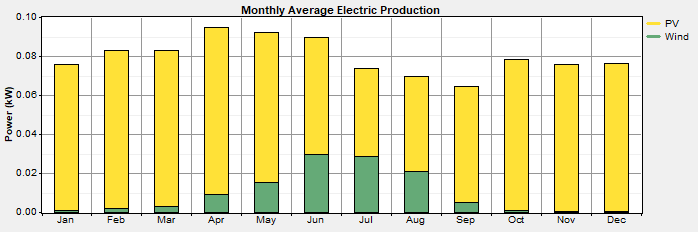 Monthly Average Electric Production
Power (kW)
0.10
0.08
0.06
0.04
0.02
0.00
Jan Feb Mar Apr May Jun Jul Aug Sep Oct Nov Dec
PV
Wind